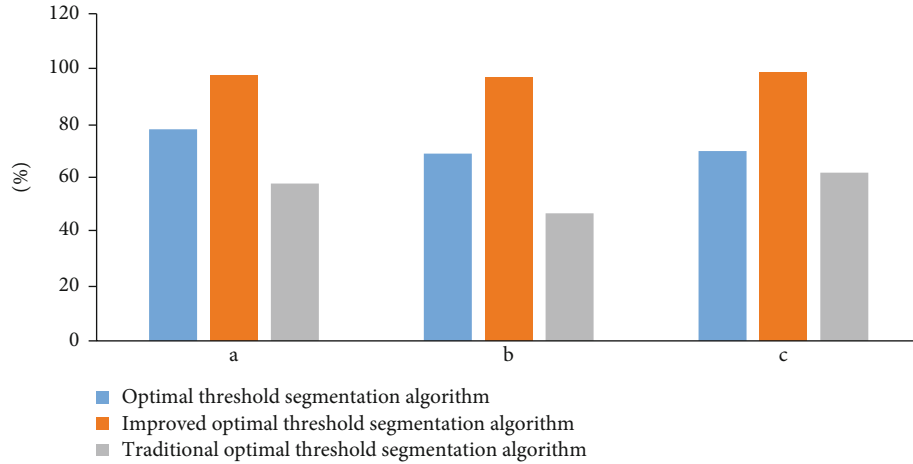 120
100
80
60
40
20
0
(%)
a b c
Optimal threshold segmentation algorithm
Improved optimal threshold segmentation algorithm
Traditional optimal threshold segmentation algorithm